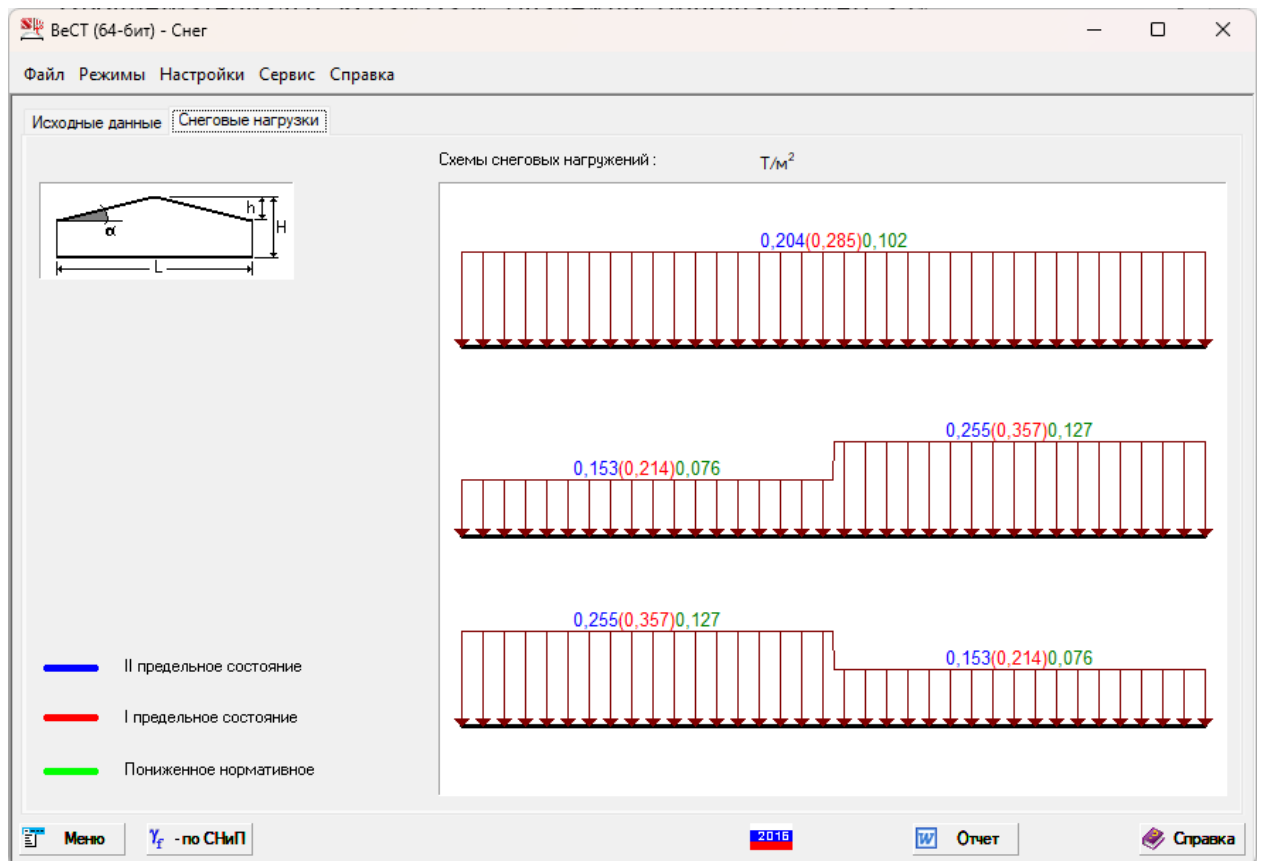 ВеСТ (64-бит) - Снег
Файл Режимы Настройки Сервис Справка
Исходные данные Снеговые нагрузки
Схемы снеговых нагружений : Т/м²
h
H
α
L
0,204(0,285)0,102
0,255(0,357)0,127
0,153(0,214)0,076
0,255(0,357)0,127
0,153(0,214)0,076
II предельное состояние
I предельное состояние
Пониженное нормативное
Меню γf - по СНиП 2016 Отчет Справка